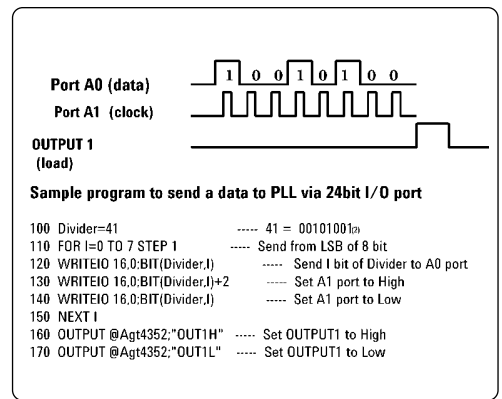 Port A0 (data)
1 0 0 1 0 1 0 0
Port A1 (clock)
OUTPUT 1
(load)
Sample program to send a data to PLL via 24bit I/O port
100 Divider=41 ----- 41 = 00101001(2)
110 FOR I=0 TO 7 STEP 1 ----- Send from LSB of 8 bit
120 WRITEIO 16,0;BIT(Divider,I) ----- Send I bit of Divider to A0 port
130 WRITEIO 16,0;BIT(Divider,I)+2 ----- Set A1 port to High
140 WRITEIO 16,0;BIT(Divider,I) ----- Set A1 port to Low
150 NEXT I
160 OUTPUT @Agt4352;"OUT1H" ----- Set OUTPUT1 to High
170 OUTPUT @Agt4352;"OUT1L" ----- Set OUTPUT1 to Low